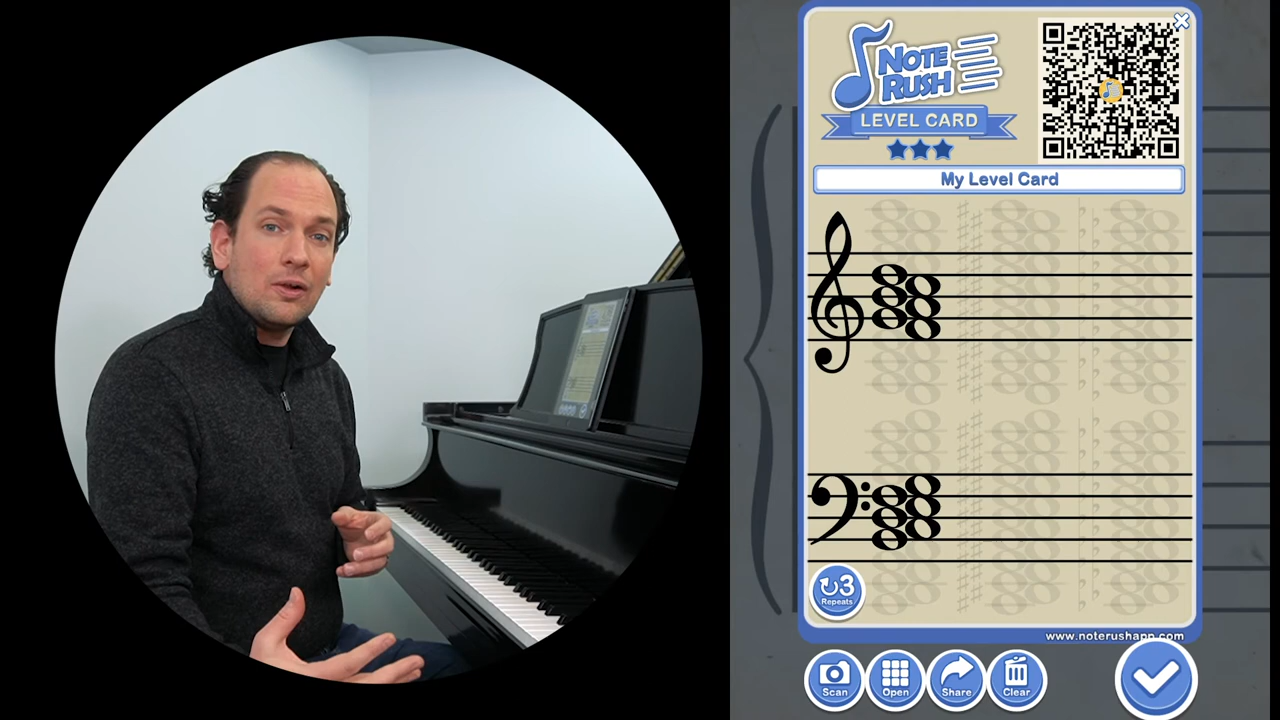 NOTE
RUSH
LEVEL CARD
My Level Card
3
Repeats
www.noterushapp.com
Scan
Open
Share
Clear